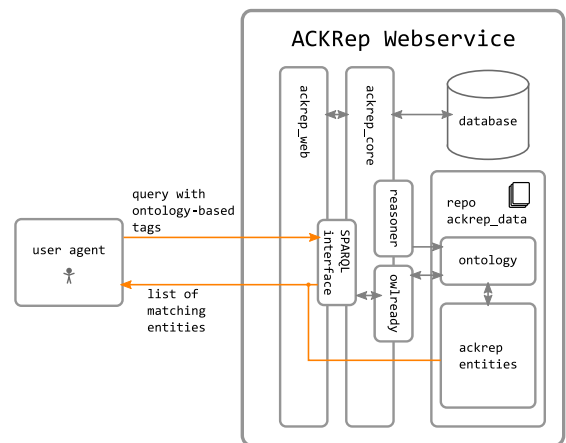 ACKRep Webservice
ackrep_web
ackrep_core
database
query with
ontology-based
tags
user agent
list of
matching
entities
SPARQL
interface
reasoner
owlready
repo
ackrep_data
ontology
ackrep
entities